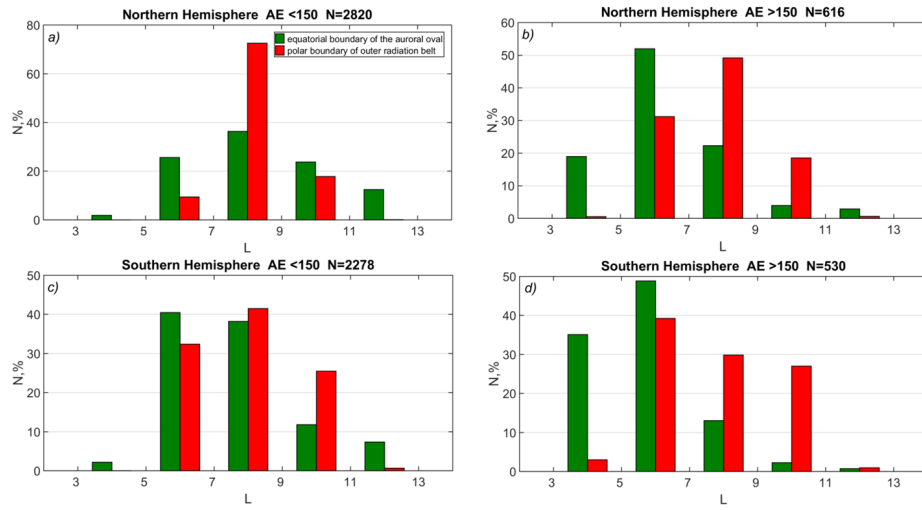 Northern Hemisphere AE <150 N=2820
a)
equatorial boundary of the auroral oval
polar boundary of outer radiation belt
80
60
40
20
0
N,%
3 5 7 9 11 13
L
Northern Hemisphere AE >150 N=616
b)
60
50
40
30
20
10
0
N,%
3 5 7 9 11 13
L
Southern Hemisphere AE <150 N=2278
c)
50
40
30
20
10
0
N,%
3 5 7 9 11 13
L
Southern Hemisphere AE >150 N=530
d)
50
40
30
20
10
0
N,%
3 5 7 9 11 13
L